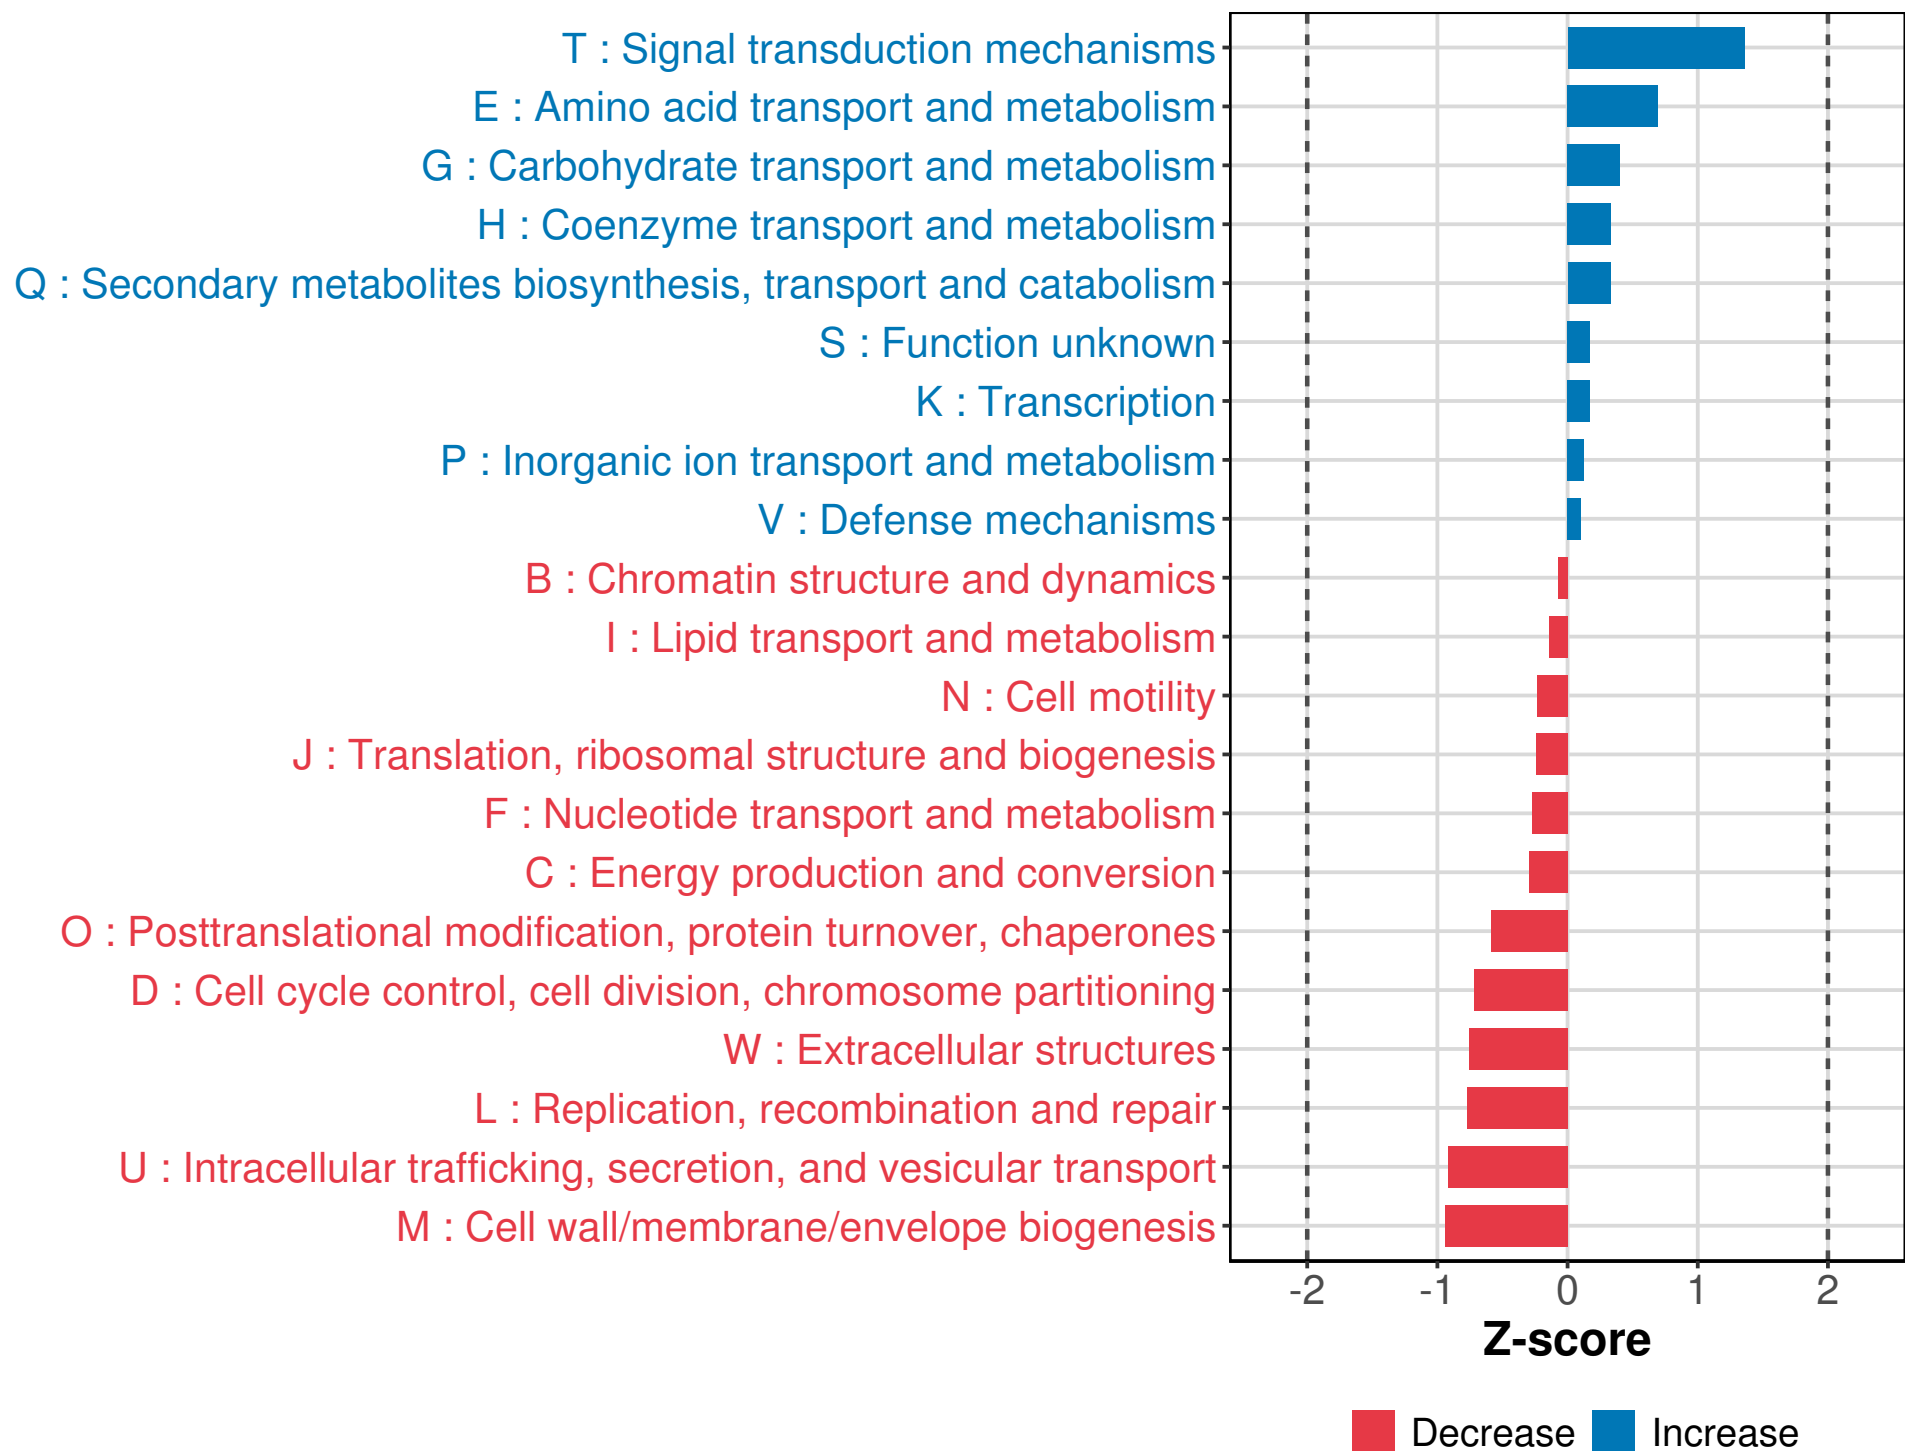 T : Signal transduction mechanisms
E : Amino acid transport and metabolism
G : Carbohydrate transport and metabolism
H : Coenzyme transport and metabolism
Q : Secondary metabolites biosynthesis, transport and catabolism
S : Function unknown
K : Transcription
P : Inorganic ion transport and metabolism
V : Defense mechanisms
B : Chromatin structure and dynamics
I : Lipid transport and metabolism
N : Cell motility
J : Translation, ribosomal structure and biogenesis
F : Nucleotide transport and metabolism
C : Energy production and conversion
O : Posttranslational modification, protein turnover, chaperones
D : Cell cycle control, cell division, chromosome partitioning
W : Extracellular structures
L : Replication, recombination and repair
U : Intracellular trafficking, secretion, and vesicular transport
M : Cell wall/membrane/envelope biogenesis
-2 -1 0 1 2
Z-score
Decrease Increase